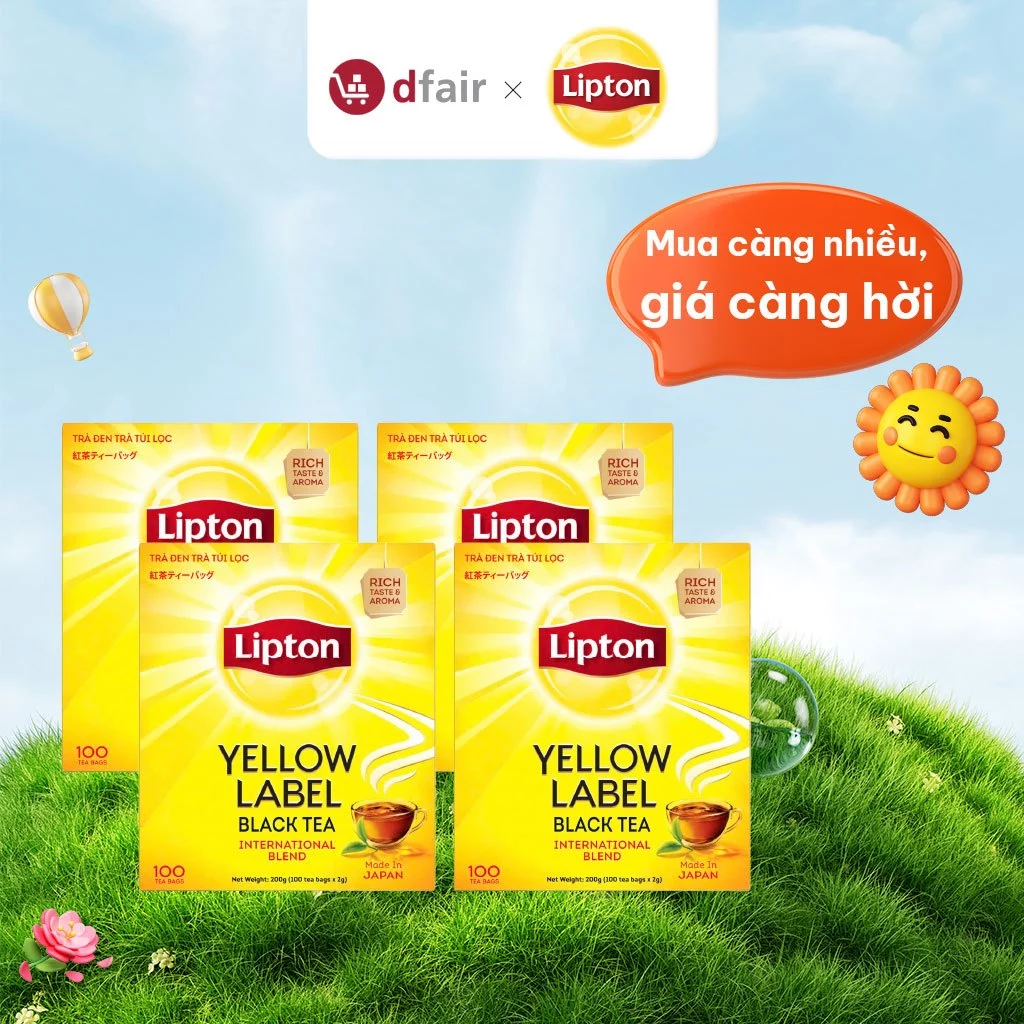 dfair × Lipton
Mua càng nhiều,
giá càng hời
TRÀ ĐEN TRÀ TÚI LỌC
紅茶ティーバッグ
RICH
TASTE &
AROMA
Lipton
100
TEA BAGS
TRÀ ĐEN TRÀ TÚI LỌC
紅茶ティーバッグ
RICH
TASTE &
AROMA
Lipton
TRÀ ĐEN TRÀ TÚI LỌC
紅茶ティーバッグ
RICH
TASTE &
AROMA
Lipton
YELLOW
LABEL
BLACK TEA
INTERNATIONAL
BLEND
Made In
JAPAN
100
TEA BAGS
Net Weight: 200g (100 tea bags x 2g)
TRÀ ĐEN TRÀ TÚI LỌC
紅茶ティーバッグ
RICH
TASTE &
AROMA
Lipton
YELLOW
LABEL
BLACK TEA
INTERNATIONAL
BLEND
Made In
JAPAN
100
TEA BAGS
Net Weight: 200g (100 tea bags x 2g)